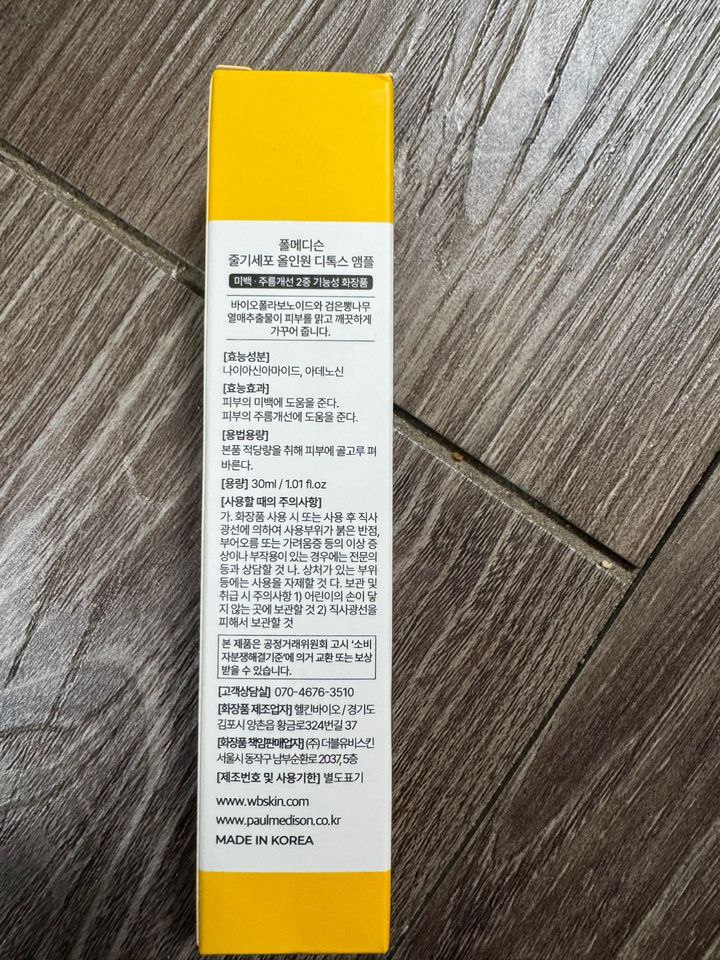 폴메디슨
줄기세포 올인원 디톡스 앰플
미백 · 주름개선 2중 기능성 화장품
바이오폴라보노이드와 검은뽕나무
열매추출물이 피부를 맑고 깨끗하게
가꾸어 줍니다.
[효능성분]
나이아신아마이드, 아데노신
[효능효과]
피부의 미백에 도움을 준다.
피부의 주름개선에 도움을 준다.
[용법용량]
본품 적당량을 취해 피부에 골고루 펴
바른다.
[용량] 30ml / 1.01 fl.oz
[사용할 때의 주의사항]
가. 화장품 사용 시 또는 사용 후 직사
광선에 의하여 사용부위가 붉은 반점,
부어오름 또는 가려움증 등의 이상 증
상이나 부작용이 있는 경우에는 전문의
등과 상담할 것 나. 상처가 있는 부위
등에는 사용을 자제할 것 다. 보관 및
취급 시 주의사항 1) 어린이의 손이 닿
지 않는 곳에 보관할 것 2) 직사광선을
피해서 보관할 것
본 제품은 공정거래위원회 고시 '소비
자분쟁해결기준'에 의거 교환 또는 보상
받을 수 있습니다.
[고객상담실] 070-4676-3510
[화장품 제조업자] 헬킨바이오 / 경기도
김포시 양촌읍 황금로324번길 37
[화장품책임판매업자] (주)더블유비스킨
서울시 동작구 남부순환로 2037, 5층
[제조번호 및 사용기한] 별도표기
www.wbskin.com
www.paulmedison.co.kr
MADE IN KOREA